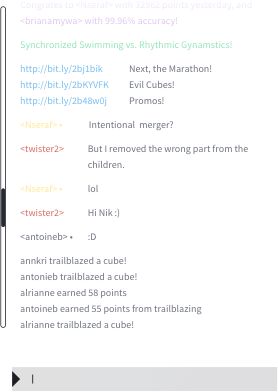 Congrats to <Nseral> with 32962 points yesterday, and
<brianamywa> with 99.96% accuracy!
Synchronized Swimming vs. Rhythmic Gynamstics!
http://bit.ly/2bj1bik Next, the Marathon!
http://bit.ly/2bKYVFK Evil Cubes!
http://bit.ly/2b48w0j Promos!
<Nseral> • Intentional merger?
<twister2> But I removed the wrong part from the
children.
<Nseral> • lol
<twister2> Hi Nik :)
<antoineb> • :D
annkri trailblazed a cube!
antonieb trailblazed a cube!
alrianne earned 58 points
antoineb earned 55 points from trailblazing
alrianne trailblazed a cube!